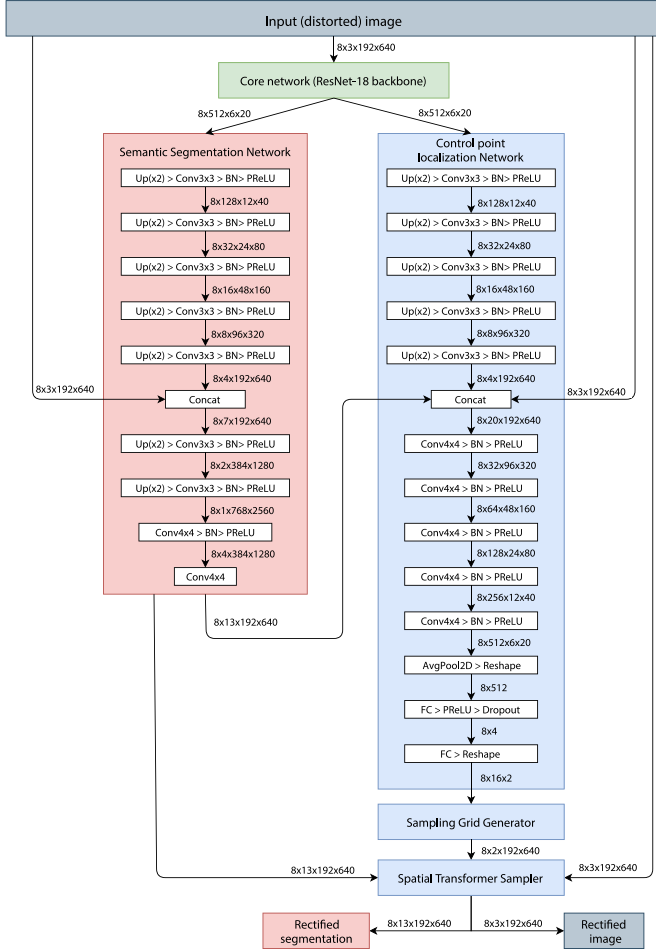 Input (distorted) image
8x3x192x640
Core network (ResNet-18 backbone)
8x512x6x20
8x512x6x20
Semantic Segmentation Network
Up(x2) > Conv3x3 > BN> PReLU
8x128x12x40
Up(x2) > Conv3x3 > BN> PReLU
8x32x24x80
Up(x2) > Conv3x3 > BN> PReLU
8x16x48x160
Up(x2) > Conv3x3 > BN> PReLU
8x8x96x320
Up(x2) > Conv3x3 > BN> PReLU
8x4x192x640
8x3x192x640
Concat
8x7x192x640
Up(x2) > Conv3x3 > BN> PReLU
8x2x384x1280
Up(x2) > Conv3x3 > BN> PReLU
8x1x768x2560
Conv4x4 > BN> PReLU
8x4x384x1280
Conv4x4
8x13x192x640
Control point
localization Network
Up(x2) > Conv3x3 > BN> PReLU
8x128x12x40
Up(x2) > Conv3x3 > BN> PReLU
8x32x24x80
Up(x2) > Conv3x3 > BN> PReLU
8x16x48x160
Up(x2) > Conv3x3 > BN> PReLU
8x8x96x320
Up(x2) > Conv3x3 > BN> PReLU
8x4x192x640
8x3x192x640
Concat
8x20x192x640
Conv4x4 > BN > PReLU
8x32x96x320
Conv4x4 > BN > PReLU
8x64x48x160
Conv4x4 > BN > PReLU
8x128x24x80
Conv4x4 > BN > PReLU
8x256x12x40
Conv4x4 > BN > PReLU
8x512x6x20
AvgPool2D > Reshape
8x512
FC > PReLU > Dropout
8x4
FC > Reshape
8x16x2
Sampling Grid Generator
8x2x192x640
8x13x192x640
Spatial Transformer Sampler
8x3x192x640
Rectified
segmentation
8x13x192x640
8x3x192x640
Rectified
image